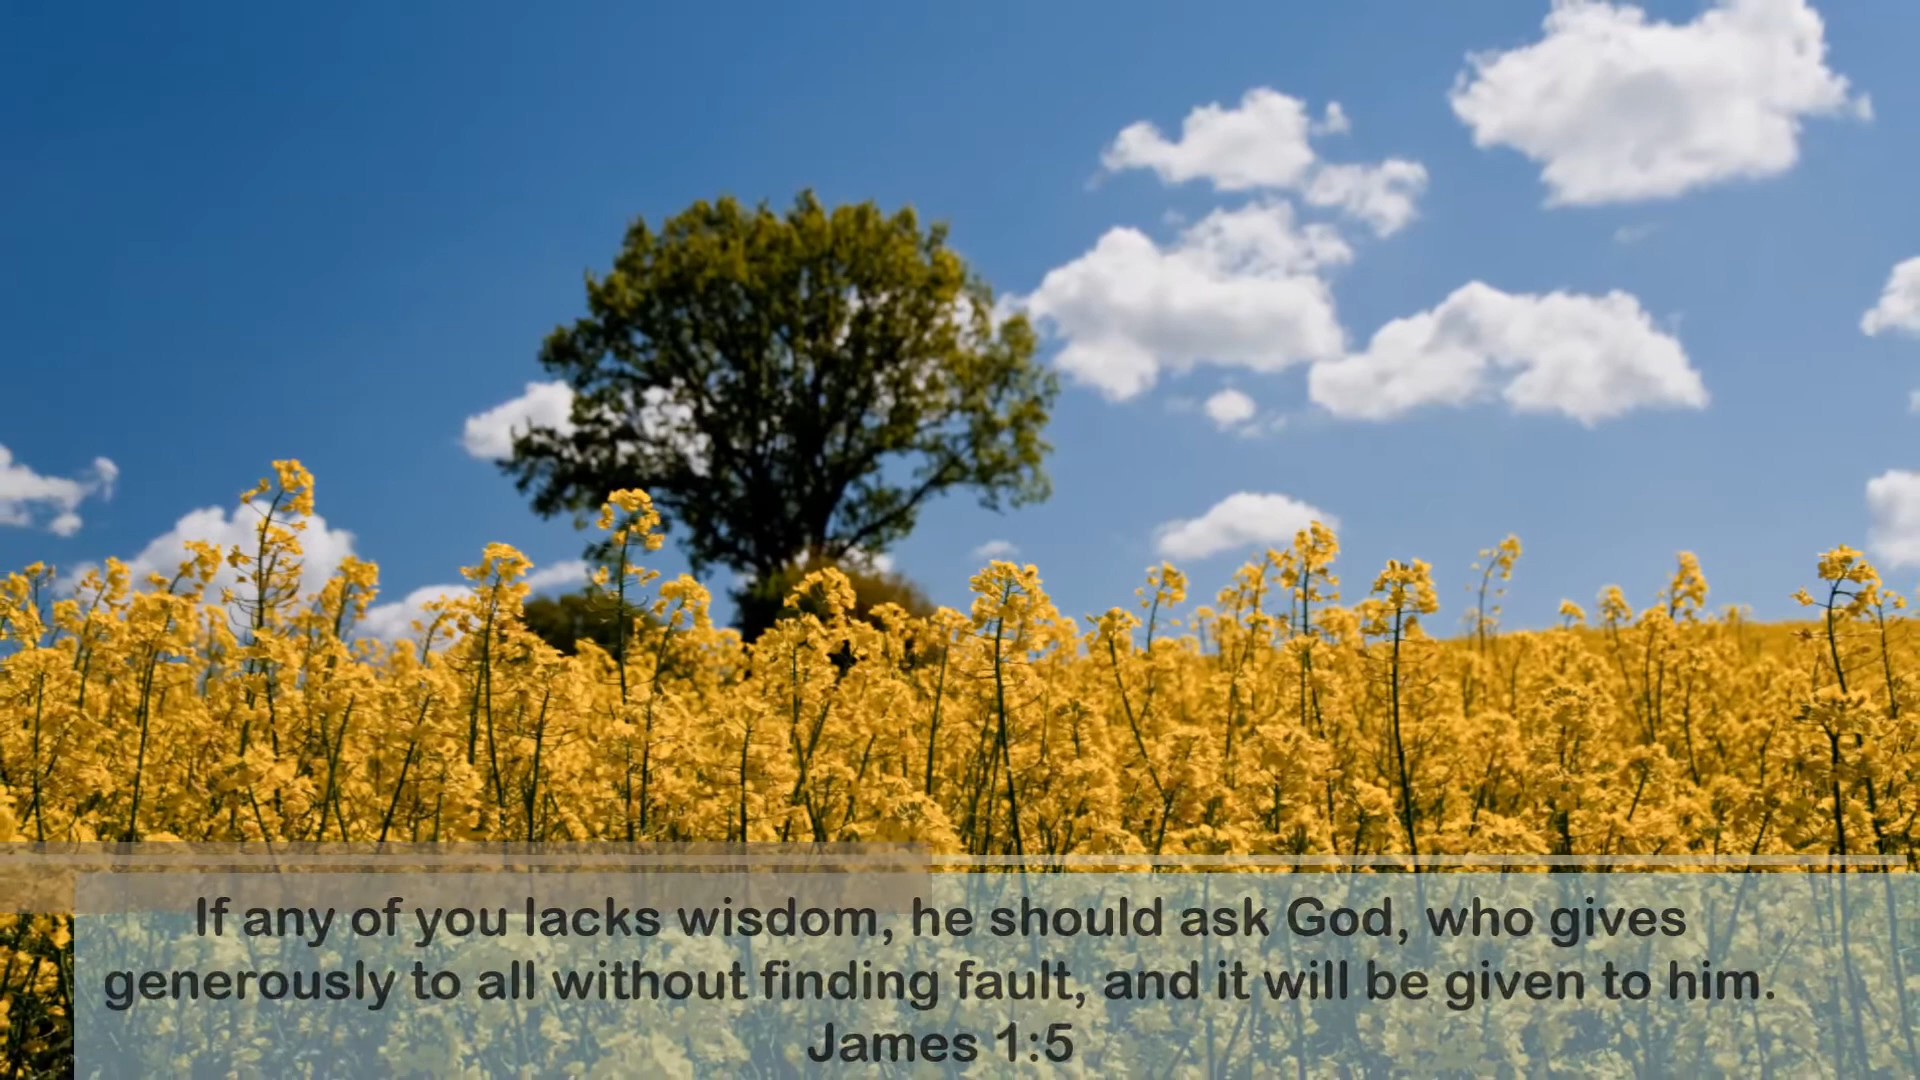 If any of you lacks wisdom, he should ask God, who gives
generously to all without finding fault, and it will be given to him.
James 1:5